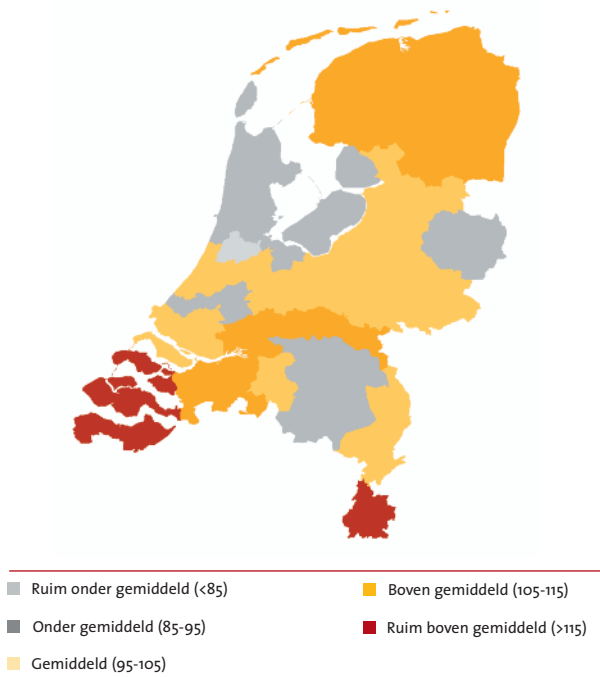 Ruim onder gemiddeld (<85)
Onder gemiddeld (85-95)
Gemiddeld (95-105)
Boven gemiddeld (105-115)
Ruim boven gemiddeld (>115)